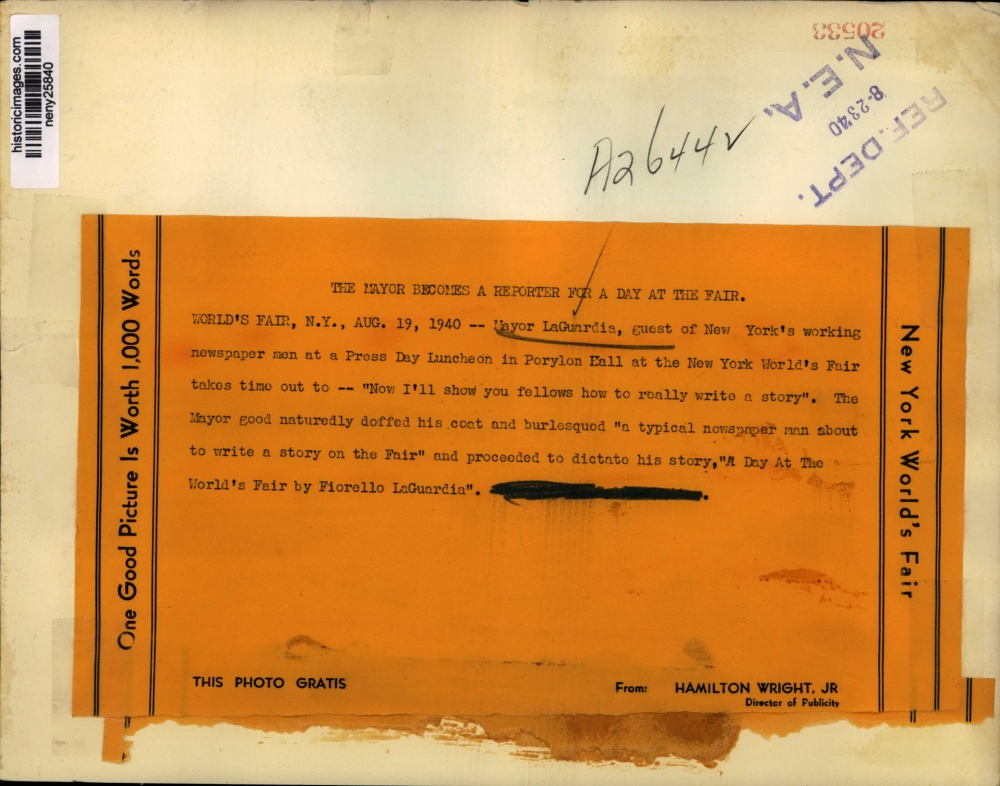 historicimages.com
neny25840
20533
N.E.A.
8-23 40
REF. DEPT.
A26442
One Good Picture Is Worth 1,000 Words
THE MAYOR BECOMES A REPORTER FOR A DAY AT THE FAIR.
WORLD'S FAIR, N.Y., AUG. 19, 1940 -- Mayor LaGuardia, guest of New York's working
newspaper men at a Press Day Luncheon in Perylon Hall at the New York World's Fair
takes time out to -- "Now I'll show you fellows how to really write a story". The
Mayor good naturedly doffed his coat and burlesqued "a typical newspaper man about
to write a story on the Fair" and proceeded to dictate his story,"A Day At The
World's Fair by Fiorello LaGuardia".
THIS PHOTO GRATIS
From: HAMILTON WRIGHT, JR
Director of Publicity
New York World's Fair